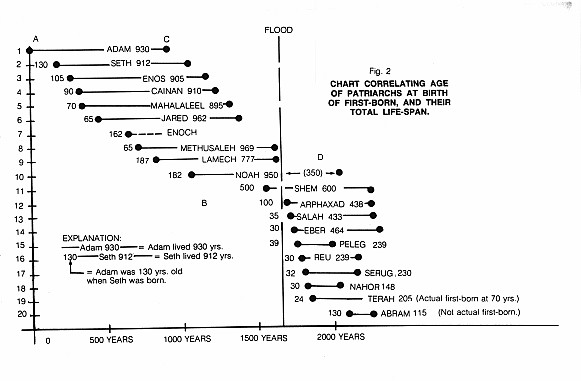 FLOOD
A
C
1 ADAM 930
2 130 SETH 912
3 105 ENOS 905
4 90 CAINAN 910
5 70 MAHALALEEL 895
6 65 JARED 962
7 162 ENOCH
8 65 METHUSALEH 969
9 187 LAMECH 777
D
10 182 NOAH 950 (350)
11 500 SHEM 600
B
12 100 ARPHAXAD 438
13 35 SALAH 433
14 30 EBER 464
15 39 PELEG 239
16 30 REU 239
17 32 SERUG, 230
18 30 NAHOR 148
19 24 TERAH 205 (Actual first-born at 70 yrs.)
20 130 ABRAM 115 (Not actual first-born.)
0 500 YEARS 1000 YEARS 1500 YEARS 2000 YEARS
Fig. 2
CHART CORRELATING AGE
OF PATRIARCHS AT BIRTH
OF FIRST-BORN, AND THEIR
TOTAL LIFE-SPAN.
EXPLANATION:
Adam 930 = Adam lived 930 yrs.
130 Seth 912 = Seth lived 912 yrs.
= Adam was 130 yrs. old
when Seth was born.